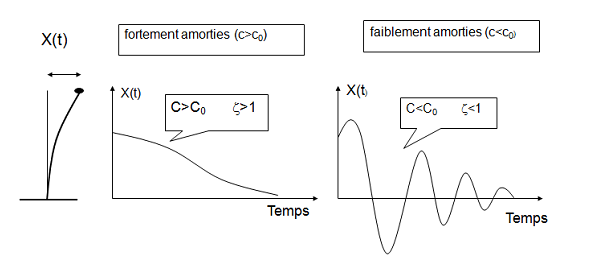 X(t)
fortement amorties (c>c₀)
X(t)
C>C₀ ζ>1
Temps
faiblement amorties (c<c₀)
X(t)
C<C₀ ζ<1
Temps